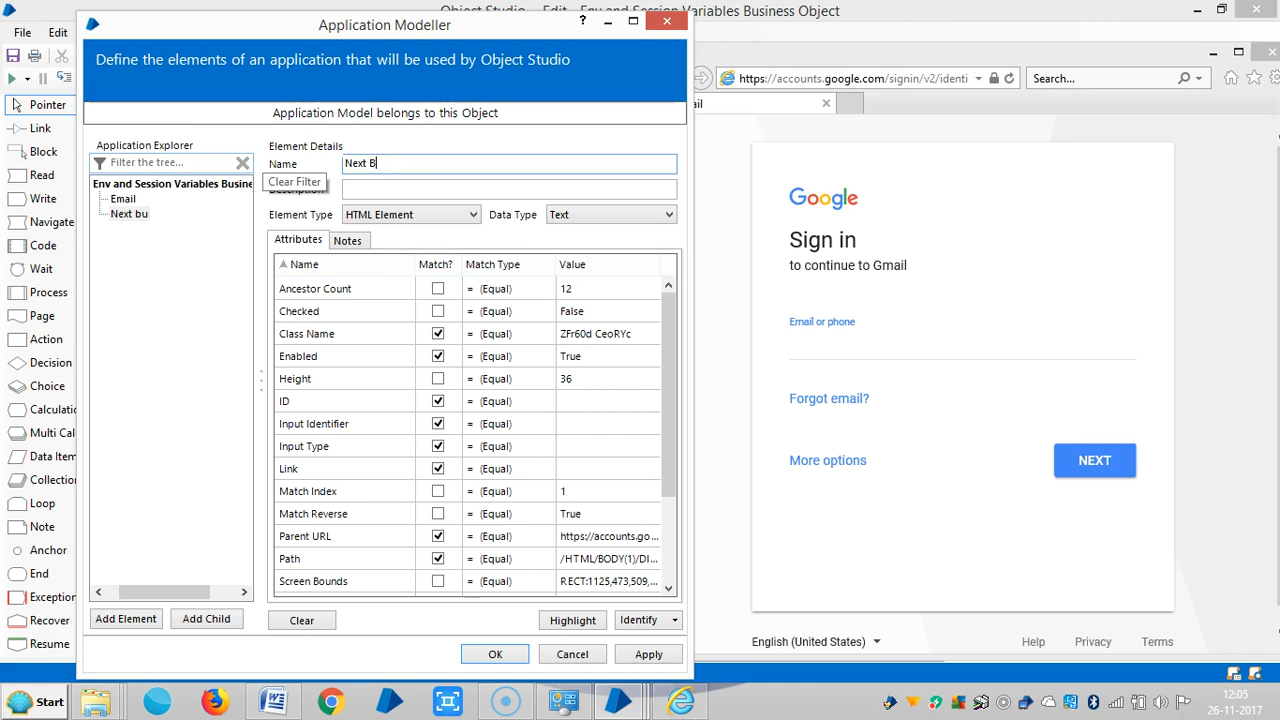 Object Studio - Edit - Env and Session Variables Business Object
Application Modeller
?
File Edit
Define the elements of an application that will be used by Object Studio
Application Model belongs to this Object
https://accounts.google.com/signin/v2/identi
Search...
Pointer
Link
Block
Read
Write
Navigate
Code
Wait
Process
Page
Action
Decision
Choice
Calculati
Multi Cal
Data Item
Collection
Loop
Note
Anchor
End
Exception
Recover
Resume
Application Explorer
Filter the tree...
Env and Session Variables Busine
Email
Next bu
Add Element
Add Child
Element Details
Name Next B
Clear Filter
Element Type HTML Element Data Type Text
Attributes Notes
Name Match? Match Type Value
Ancestor Count = (Equal) 12
Checked = (Equal) False
Class Name = (Equal) ZFr60d CeoRYc
Enabled = (Equal) True
Height = (Equal) 36
ID = (Equal)
Input Identifier = (Equal)
Input Type = (Equal)
Link = (Equal)
Match Index = (Equal) 1
Match Reverse = (Equal) True
Parent URL = (Equal) https://accounts.go...
Path = (Equal) /HTML/BODY(1)/DI...
Screen Bounds = (Equal) RECT:1125,473,509,...
Clear Highlight Identify
OK Cancel Apply
Google
Sign in
to continue to Gmail
Email or phone
Forgot email?
More options
NEXT
English (United States) Help Privacy Terms
Start
12:05
26-11-2017